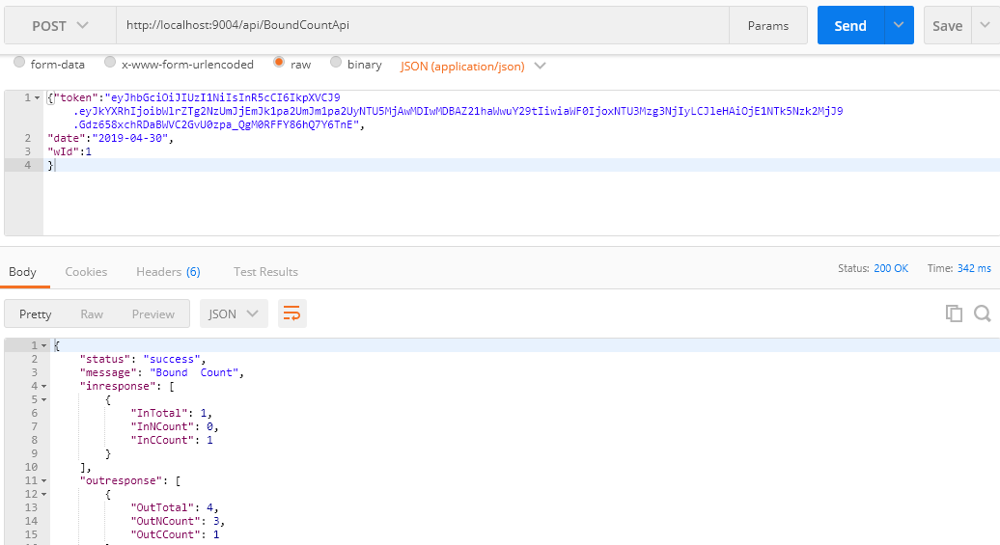 POST http://localhost:9004/api/BoundCountApi Params Send Save
form-data x-www-form-urlencoded raw binary JSON (application/json)
1 {"token":"eyJhbGciOiJIUzI1NiIsInR5cCI6IkpXVCJ9
.eyJkYXRhIjoibWlrZTg2NzUmJjEmJk1pa2UmJm1pa2UyNTU5MjAwMDIwMDBAZ21haWwuY29tIiwiaWF0IjoxNTU3Mzg3NjIyLCJleHAiOjE1NTk5Nzk2MjJ9
.Gdz658xchRDaBWVC2GvU0zpa_QgM0RFFY86hQ7Y6TnE",
2 "date":"2019-04-30",
3 "wId":1
4 }
Body Cookies Headers (6) Test Results Status: 200 OK Time: 342 ms
Pretty Raw Preview JSON
1 {
2 "status": "success",
3 "message": "Bound  Count",
4 "inresponse": [
5 {
6 "InTotal": 1,
7 "InNCount": 0,
8 "InCCount": 1
9 }
10 ],
11 "outresponse": [
12 {
13 "OutTotal": 4,
14 "OutNCount": 3,
15 "OutCCount": 1